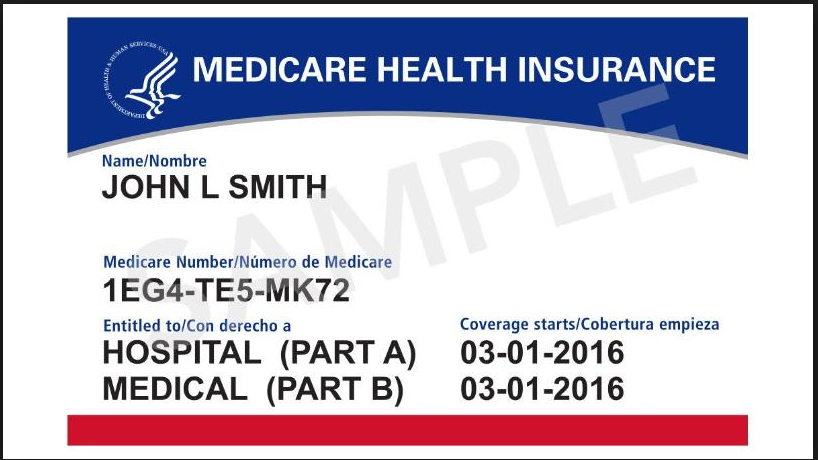 DEPARTMENT OF HEALTH & HUMAN SERVICES-USA
MEDICARE HEALTH INSURANCE
SAMPLE
Name/Nombre
JOHN L SMITH
Medicare Number/Número de Medicare
1EG4-TE5-MK72
Entitled to/Con derecho a Coverage starts/Cobertura empieza
HOSPITAL (PART A) 03-01-2016
MEDICAL (PART B) 03-01-2016